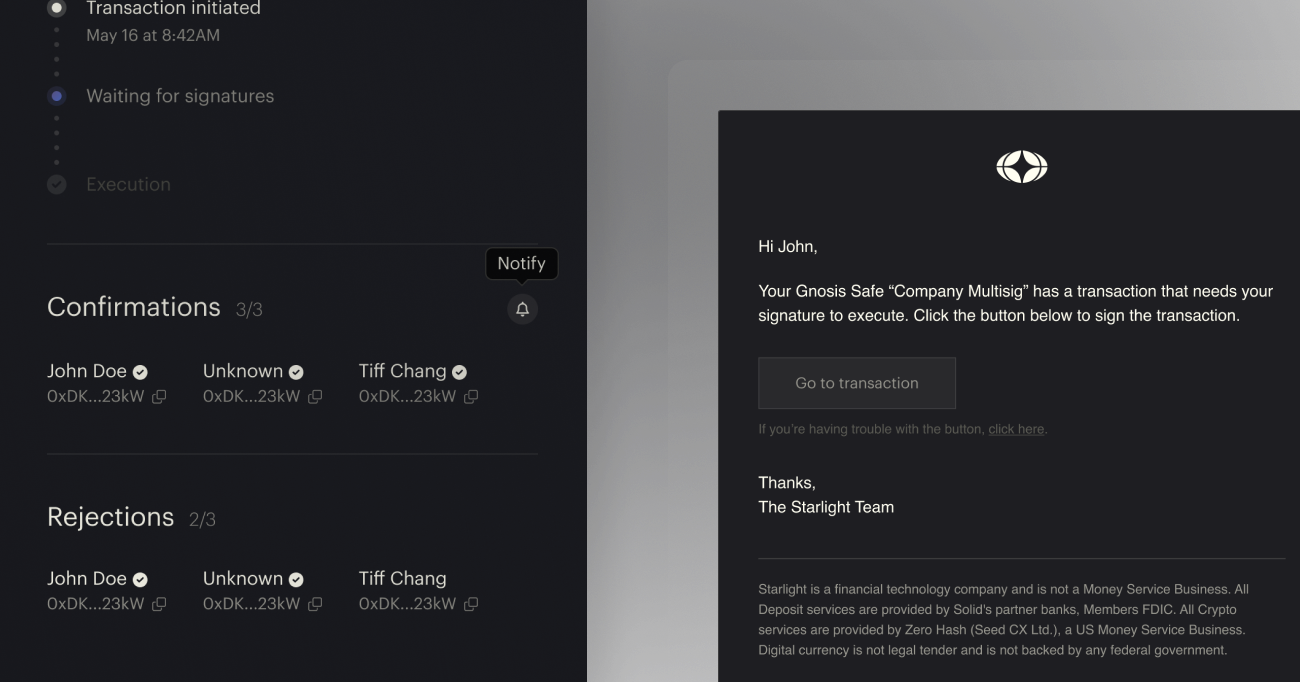 Transaction initiated
May 16 at 8:42AM
Waiting for signatures
Execution
Notify
Confirmations 3/3
John Doe
0xDK...23kW
Unknown
0xDK...23kW
Tiff Chang
0xDK...23kW
Rejections 2/3
John Doe
0xDK...23kW
Unknown
0xDK...23kW
Tiff Chang
0xDK...23kW
Hi John,
Your Gnosis Safe “Company Multisig” has a transaction that needs your
signature to execute. Click the button below to sign the transaction.
Go to transaction
If you’re having trouble with the button, click here.
Thanks,
The Starlight Team
Starlight is a financial technology company and is not a Money Service Business. All
Deposit services are provided by Solid's partner banks, Members FDIC. All Crypto
services are provided by Zero Hash (Seed CX Ltd.), a US Money Service Business.
Digital currency is not legal tender and is not backed by any federal government.